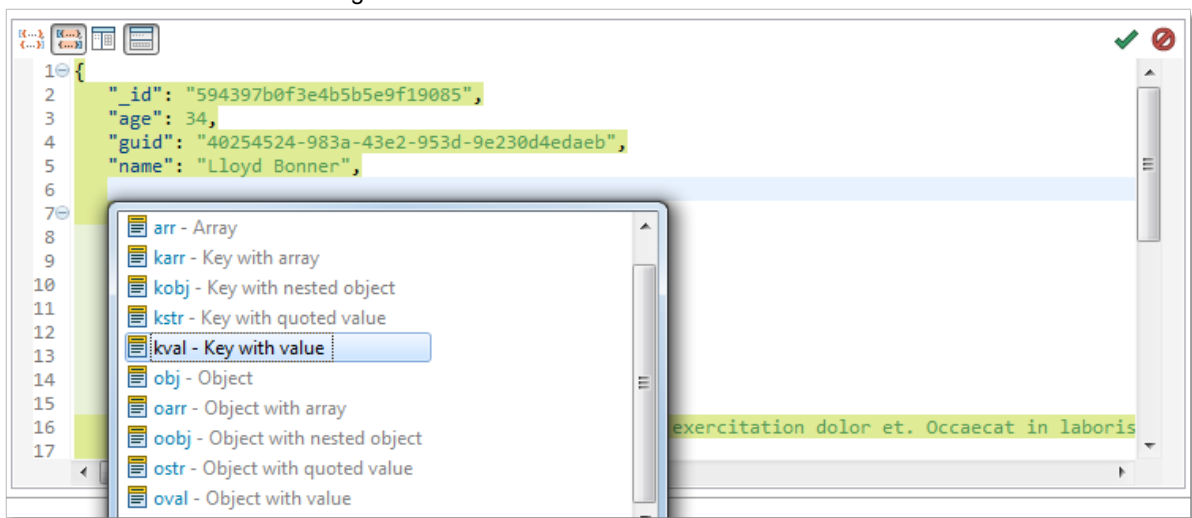 1 {
2 "_id": "594397b0f3e4b5b5e9f19085",
3 "age": 34,
4 "guid": "40254524-983a-43e2-953d-9e230d4edaeb",
5 "name": "Lloyd Bonner",
6
7
8
9
10
11
12
13
14
15
16 exercitation dolor et. Occaecat in laboris
17
arr - Array
karr - Key with array
kobj - Key with nested object
kstr - Key with quoted value
kval - Key with value
obj - Object
oarr - Object with array
oobj - Object with nested object
ostr - Object with quoted value
oval - Object with value